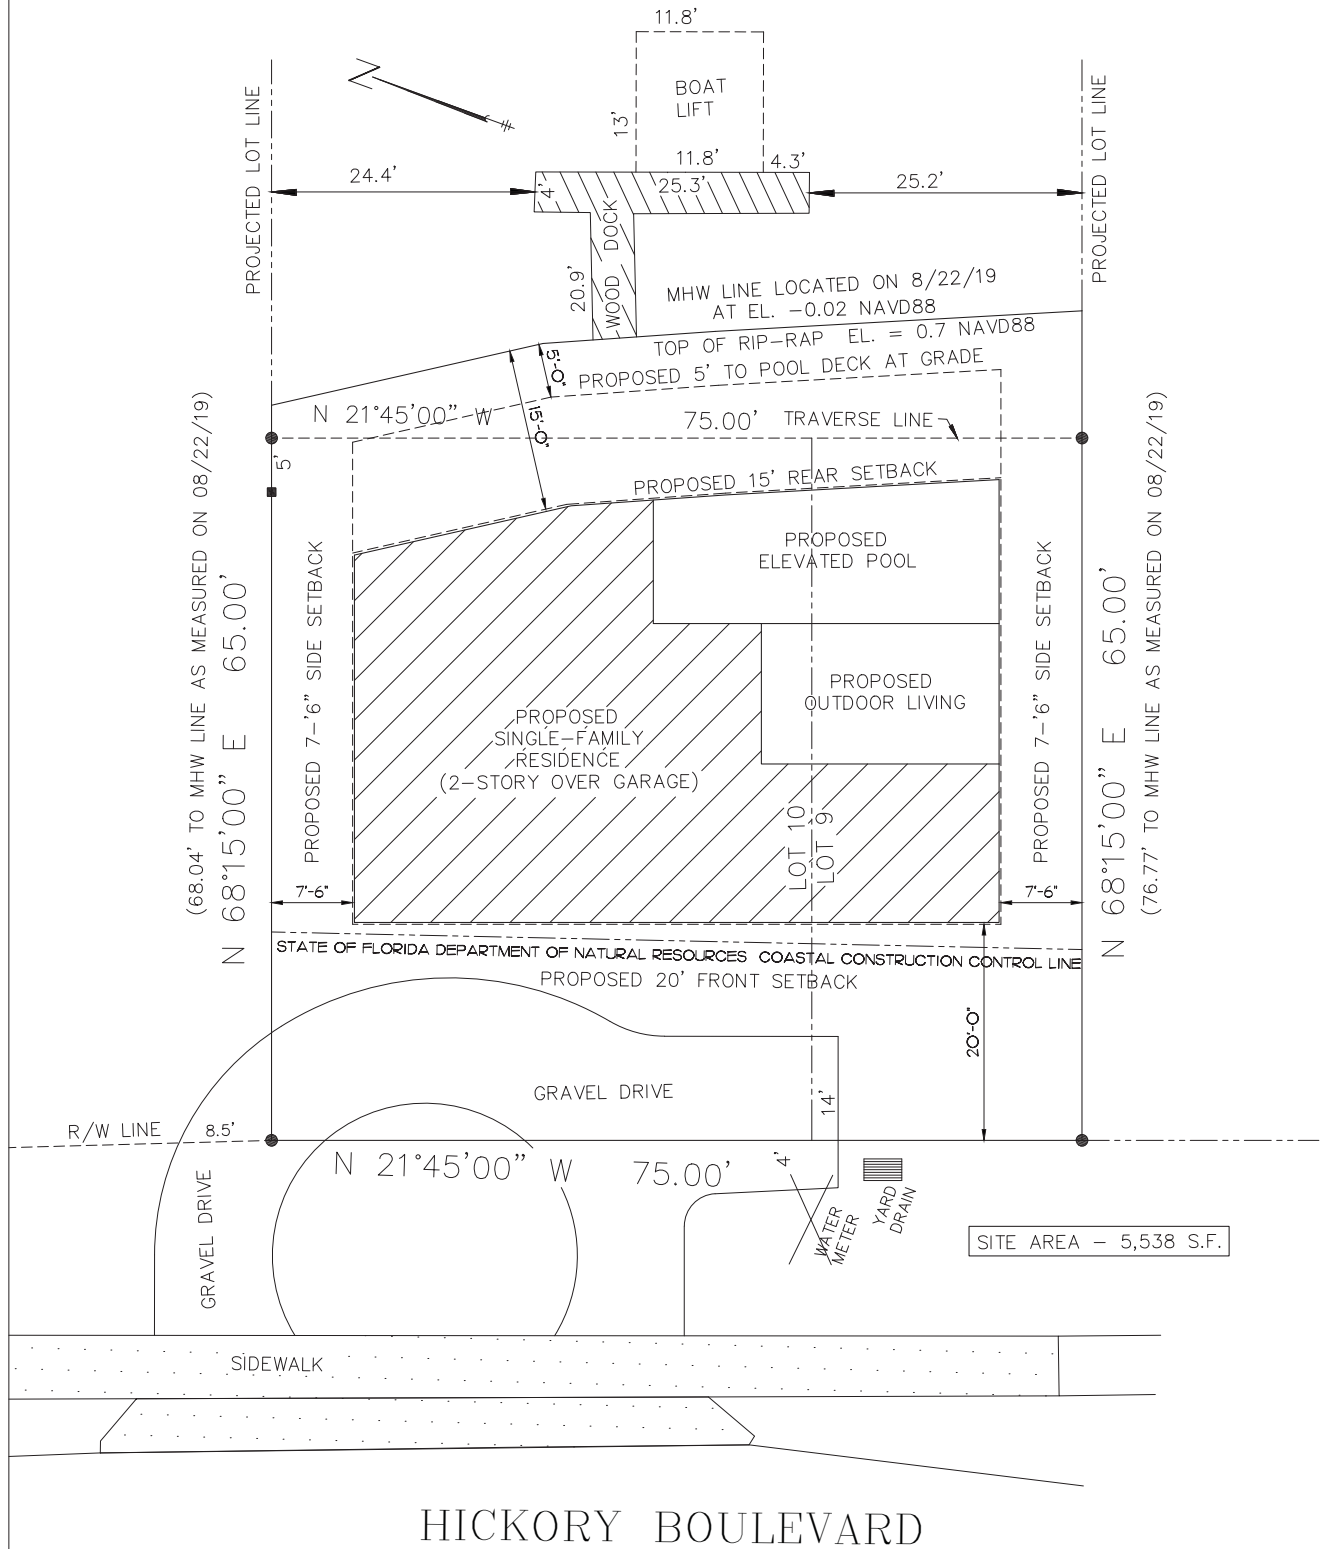 11.8'
BOAT
LIFT
13'
11.8'
4.3'
N
24.4'
4'
25.3'
25.2'
PROJECTED LOT LINE
PROJECTED LOT LINE
WOOD DOCK
20.9'
MHW LINE LOCATED ON 8/22/19
AT EL. -0.02 NAVD88
TOP OF RIP-RAP EL. = 0.7 NAVD88
PROPOSED 5' TO POOL DECK AT GRADE
5'-0"
15'-0"
N 21°45'00" W 75.00'
TRAVERSE LINE
5'
PROPOSED 15' REAR SETBACK
PROPOSED
ELEVATED POOL
PROPOSED
OUTDOOR LIVING
PROPOSED
SINGLE-FAMILY
RESIDENCE
(2-STORY OVER GARAGE)
(68.04' TO MHW LINE AS MEASURED ON 08/22/19)
N 68°15'00" E 65.00'
PROPOSED 7-'6" SIDE SETBACK
PROPOSED 7-'6" SIDE SETBACK
N 68°15'00" E 65.00'
(76.77' TO MHW LINE AS MEASURED ON 08/22/19)
LOT 10
LOT 9
7'-6"
7'-6"
STATE OF FLORIDA DEPARTMENT OF NATURAL RESOURCES COASTAL CONSTRUCTION CONTROL LINE
PROPOSED 20' FRONT SETBACK
20'-0"
GRAVEL DRIVE
14'
R/W LINE
8.5'
N 21°45'00" W 75.00'
4'
GRAVEL DRIVE
WATER
METER
YARD
DRAIN
SITE AREA - 5,538 S.F.
SIDEWALK
HICKORY BOULEVARD